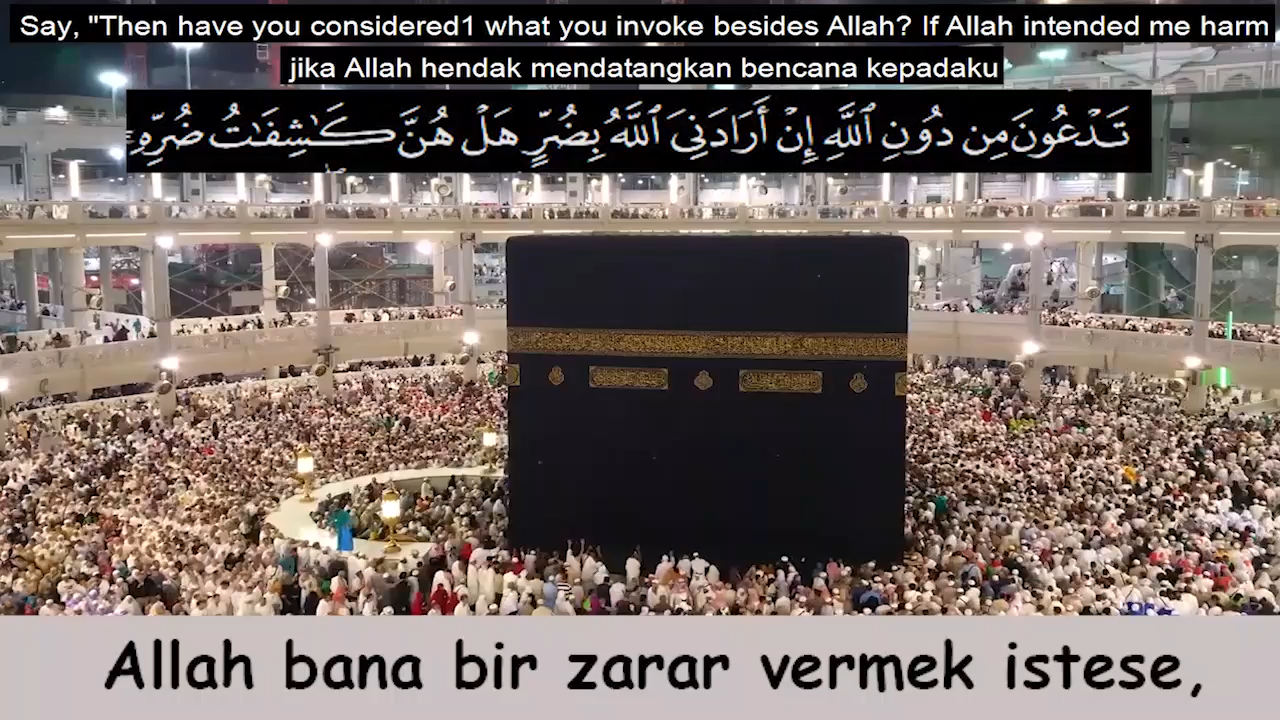 Say, "Then have you considered1 what you invoke besides Allah? If Allah intended me harm
jika Allah hendak mendatangkan bencana kepadaku
تَدْعُونَ مِن دُونِ ٱللَّهِ إِنْ أَرَادَنِىَ ٱللَّهُ بِضُرٍّ هَلْ هُنَّ كَـٰشِفَـٰتُ ضُرِّهِۦٓ
Allah bana bir zarar vermek istese,